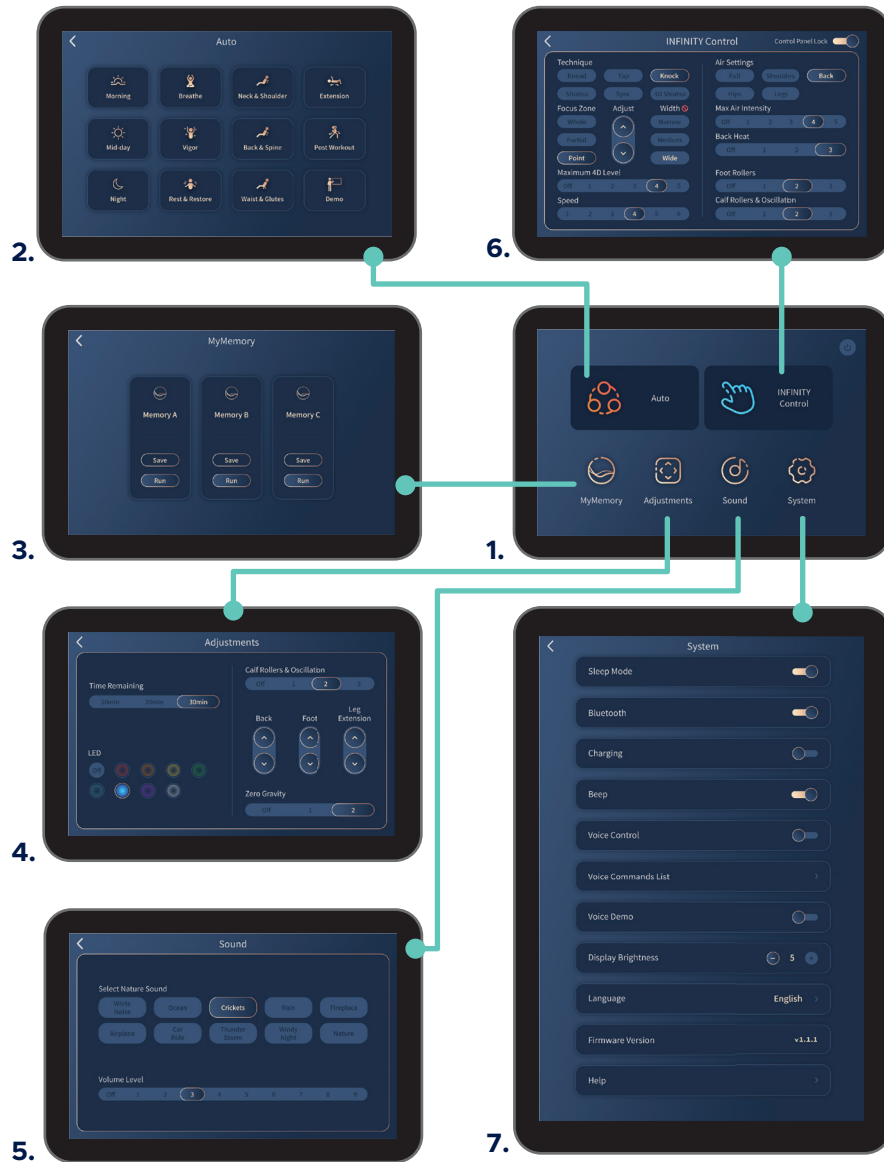 Auto
Morning
Breathe
Neck & Shoulder
Extension
Mid-day
Vigor
Back & Spine
Post Workout
Night
Rest & Restore
Waist & Glutes
Demo
2.
INFINITY Control
Control Panel Lock
Technique
Knead Tap Knock
Shiatsu Sync 4D Shiatsu
Focus Zone Adjust Width
Whole Narrow
Partial Medium
Point Wide
Maximum 4D Level
Off 1 2 3 4 5
Speed
1 2 3 4 5 6
Air Settings
Full Shoulders Back
Hips Legs
Max Air Intensity
Off 1 2 3 4 5
Back Heat
Off 1 2 3
Foot Rollers
Off 1 2 3
Calf Rollers & Oscillation
Off 1 2 3
6.
MyMemory
Memory A Memory B Memory C
Save Save Save
Run Run Run
3.
Auto
INFINITY
Control
MyMemory Adjustments Sound System
1.
Adjustments
Time Remaining
10min 20min 30min
LED
Off
Calf Rollers & Oscillation
Off 1 2 3
Back Foot Leg
Extension
Zero Gravity
Off 1 2
4.
Sound
Select Nature Sound
White
Noise
Ocean
Crickets
Rain
Fireplace
Airplane
Car
Ride
Thunder
Storm
Windy
Night
Nature
Volume Level
Off 1 2 3 4 5 6 7 8 9
5.
System
Sleep Mode
Bluetooth
Charging
Beep
Voice Control
Voice Commands List
Voice Demo
Display Brightness 5
Language English
Firmware Version v1.1.1
Help
7.